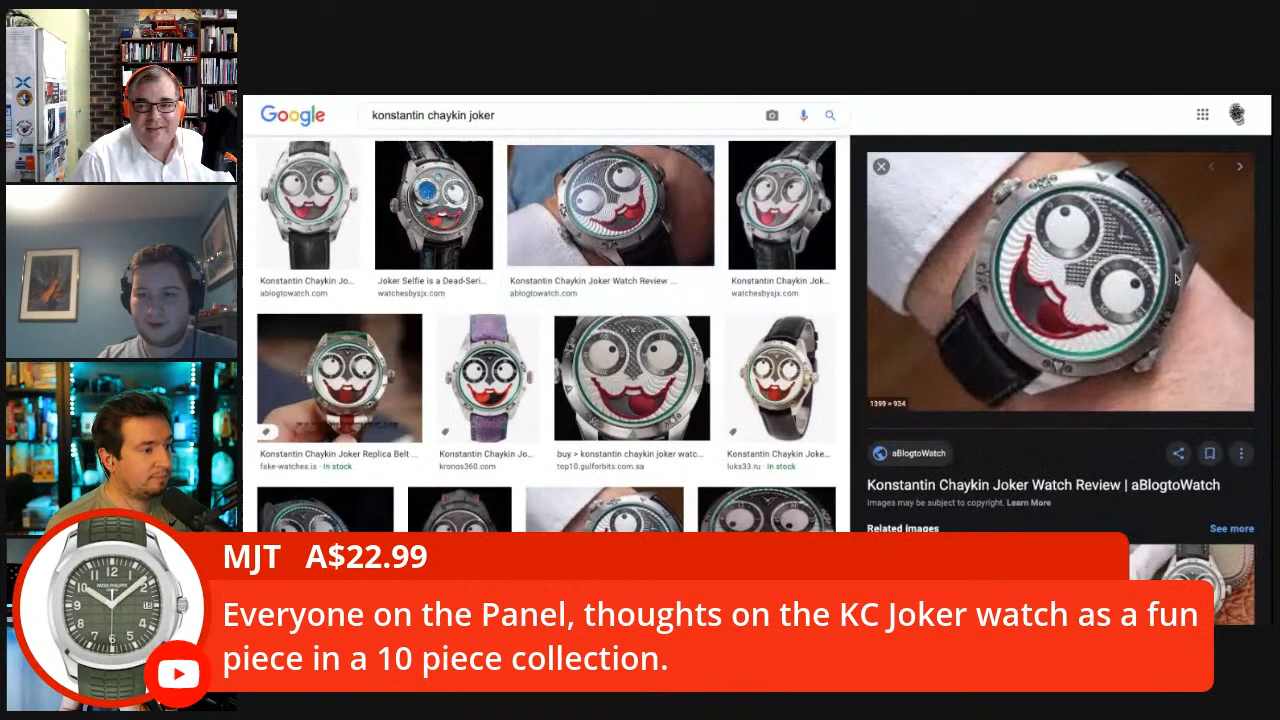 Google
konstantin chaykin joker
Konstantin Chaykin Jo...
ablogtowatch.com
Joker Selfie is a Dead-Seri...
watchesbysjx.com
Konstantin Chaykin Joker Watch Review ...
ablogtowatch.com
Konstantin Chaykin Jok...
watchesbysjx.com
Konstantin Chaykin Joker Replica Belt ...
fake-watches.is · In stock
Konstantin Chaykin Jo...
kronos360.com
buy > konstantin chaykin joker watc...
top10.gulforbits.com.sa
Konstantin Chaykin Joke...
luks33.ru · In stock
1399 × 934
aBlogtoWatch
Konstantin Chaykin Joker Watch Review | aBlogtoWatch
Images may be subject to copyright. Learn More
Related Images
See more
MJT A$22.99
Everyone on the Panel, thoughts on the KC Joker watch as a fun
piece in a 10 piece collection.
PATEK PHILIPPE